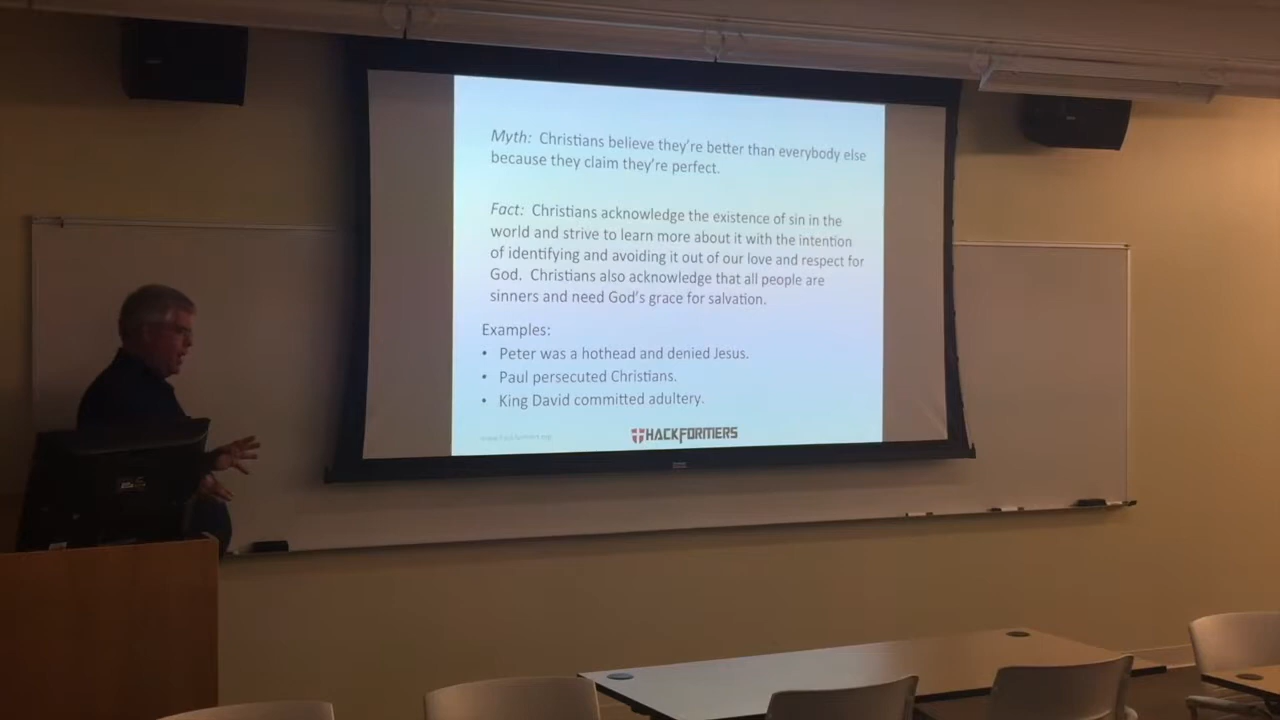 Myth: Christians believe they're better than everybody else
because they claim they're perfect.
Fact: Christians acknowledge the existence of sin in the
world and strive to learn more about it with the intention
of identifying and avoiding it out of our love and respect for
God. Christians also acknowledge that all people are
sinners and need God's grace for salvation.
Examples:
• Peter was a hothead and denied Jesus.
• Paul persecuted Christians.
• King David committed adultery.
HACKFORMERS